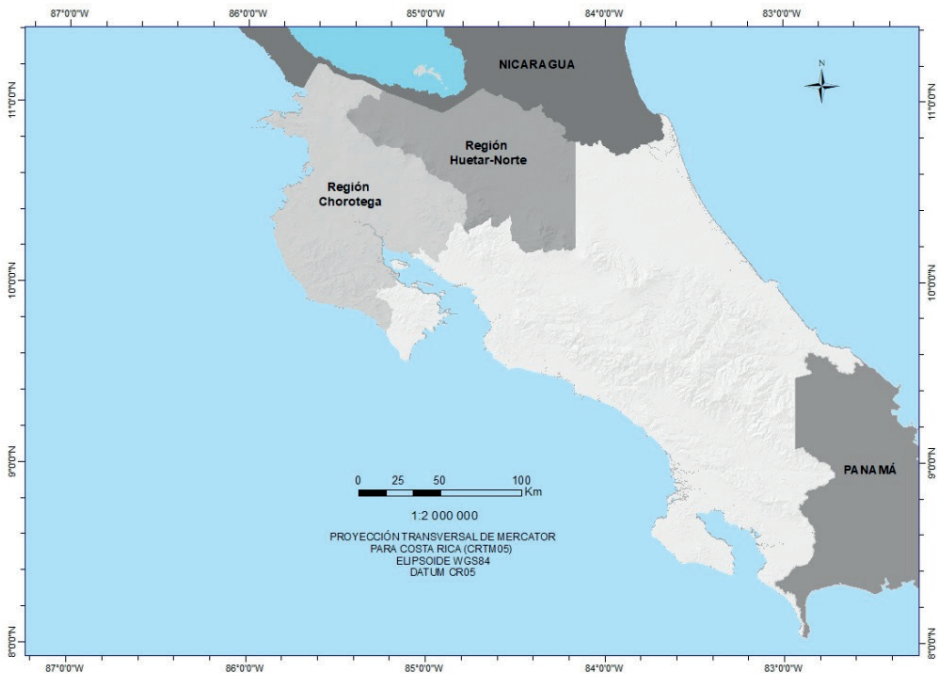 87°0'0"W 86°0'0"W 85°0'0"W 84°0'0"W 83°0'0"W
NICARAGUA
N
11°0'0"N
11°0'0"N
Región
Huetar-Norte
Región
Chorotega
10°0'0"N
10°0'0"N
9°0'0"N
9°0'0"N
PANAMÁ
0 25 50 100
Km
1:2 000 000
PROYECCIÓN TRANSVERSAL DE MERCATOR
PARA COSTA RICA (CRTM05)
ELIPSOIDE WGS84
DATUM CR05
8°0'0"N
8°0'0"N
87°0'0"W 86°0'0"W 85°0'0"W 84°0'0"W 83°0'0"W